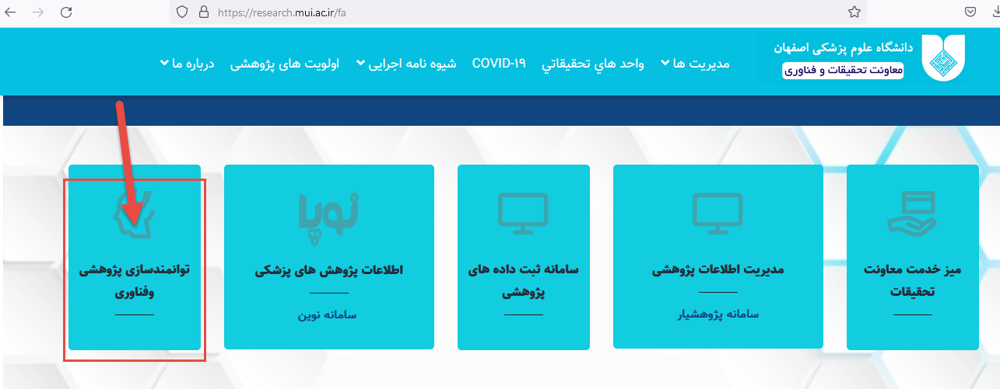 https://research.mui.ac.ir/fa
دانشگاه علوم پزشکی اصفهان
معاونت تحقیقات و فناوری
مدیریت ها
واحد هاي تحقيقاتي
COVID-۱۹
شیوه نامه اجرایی
اولویت های پژوهشی
درباره ما
میز خدمت معاونت
تحقیقات
مدیریت اطلاعات پژوهشی
سامانه پژوهشیار
سامانه ثبت داده های
پژوهشی
نوپا
اطلاعات پژوهش های پزشکی
سامانه نوین
توانمندسازی پژوهشی
وفناوری